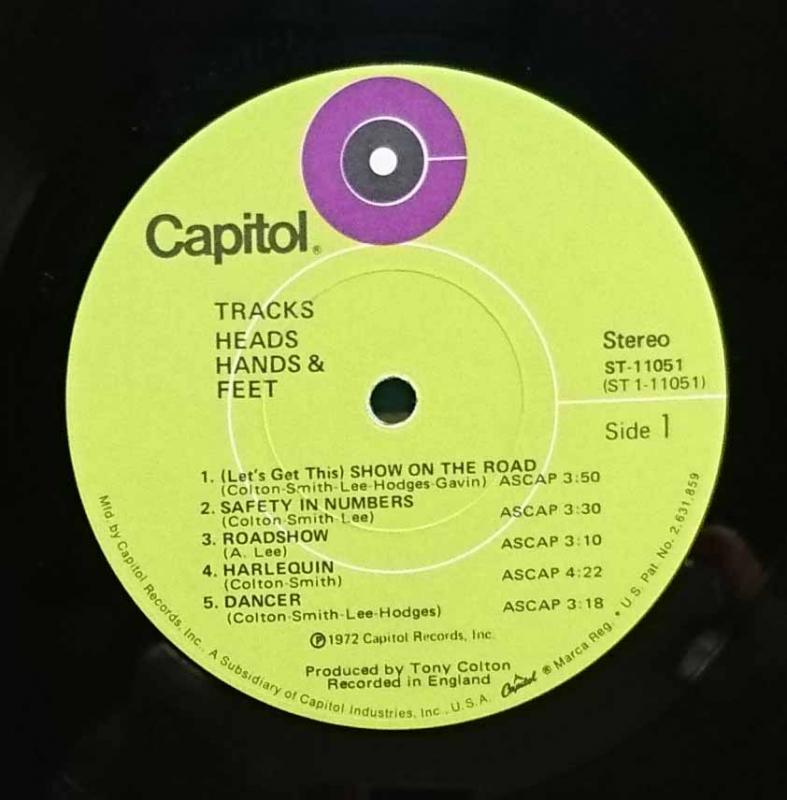 Capitol®
TRACKS
HEADS
HANDS &
FEET
Stereo
ST-11051
(ST 1-11051)
Side 1
1. (Let's Get This) SHOW ON THE ROAD
(Colton-Smith-Lee-Hodges-Gavin) ASCAP 3:50
2. SAFETY IN NUMBERS
(Colton-Smith-Lee) ASCAP 3:30
3. ROADSHOW
(A. Lee) ASCAP 3:10
4. HARLEQUIN
(Colton-Smith) ASCAP 4:22
5. DANCER
(Colton-Smith-Lee-Hodges) ASCAP 3:18
℗1972 Capitol Records, Inc.
Produced by Tony Colton
Recorded in England
Mfd. by Capitol Records, Inc., A Subsidiary of Capitol Industries, Inc., U.S.A. Capitol ® Marca Reg. • U.S. Pat. No. 2,631,859